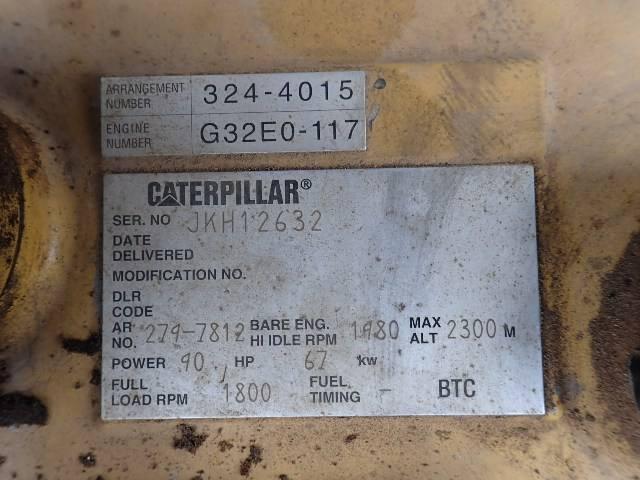 ARRANGEMENT NUMBER 324-4015
ENGINE NUMBER G32E0-117
CATERPILLAR®
SER. NO JKH12632
DATE
DELIVERED
MODIFICATION NO.
DLR
CODE
AR NO. 279-7812 BARE ENG. HI IDLE RPM 1980 MAX ALT 2300 M
POWER 90 HP 67 kw
FULL LOAD RPM 1800 FUEL TIMING - BTC